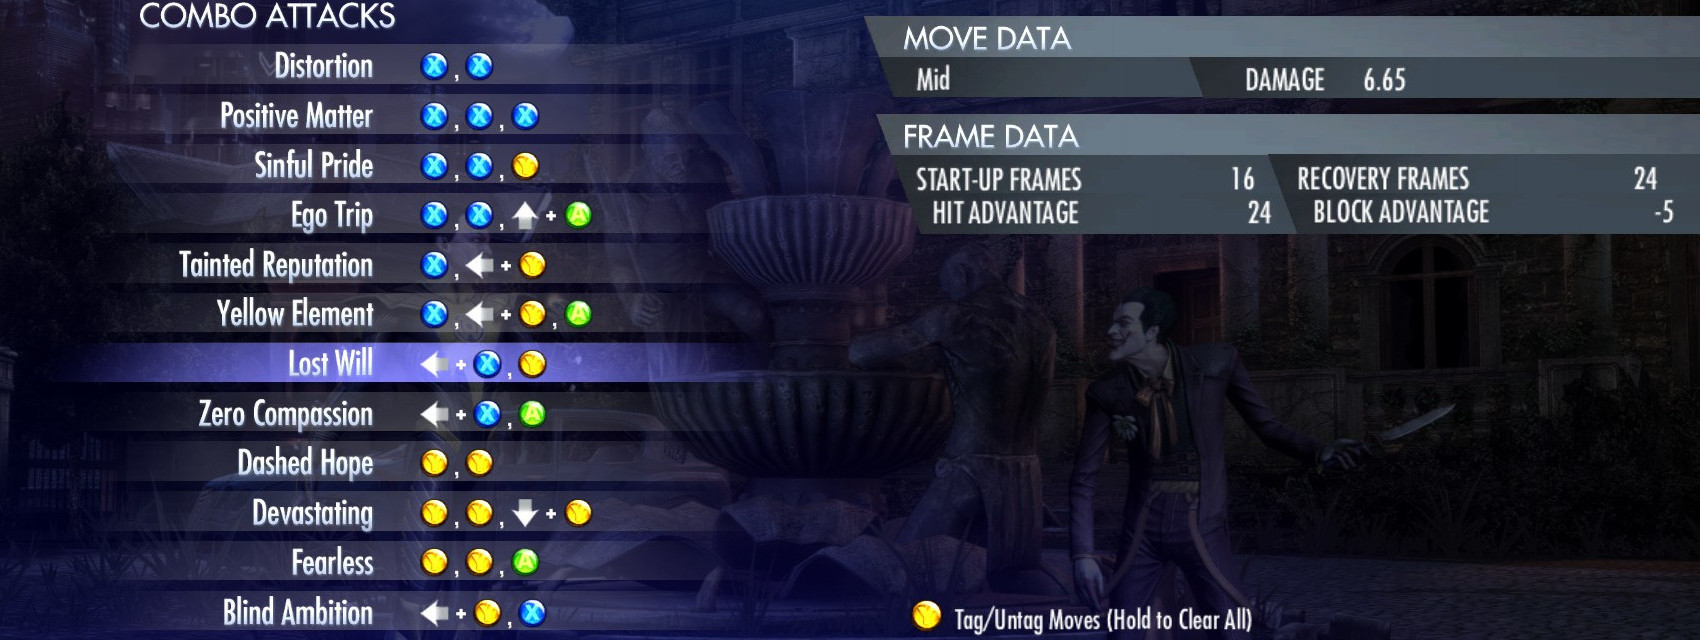 COMBO ATTACKS
Distortion X , X
Positive Matter X , X , X
Sinful Pride X , X , Y
Ego Trip X , X , ⬆ + A
Tainted Reputation X , ⬅ + Y
Yellow Element X , ⬅ + Y , A
Lost Will ⬅ + X , Y
Zero Compassion ⬅ + X , A
Dashed Hope Y , Y
Devastating Y , Y , ⬇ + Y
Fearless Y , Y , A
Blind Ambition ⬅ + Y , X
MOVE DATA
Mid DAMAGE 6.65
FRAME DATA
START-UP FRAMES 16 RECOVERY FRAMES 24
HIT ADVANTAGE 24 BLOCK ADVANTAGE -5
Y Tag/Untag Moves (Hold to Clear All)